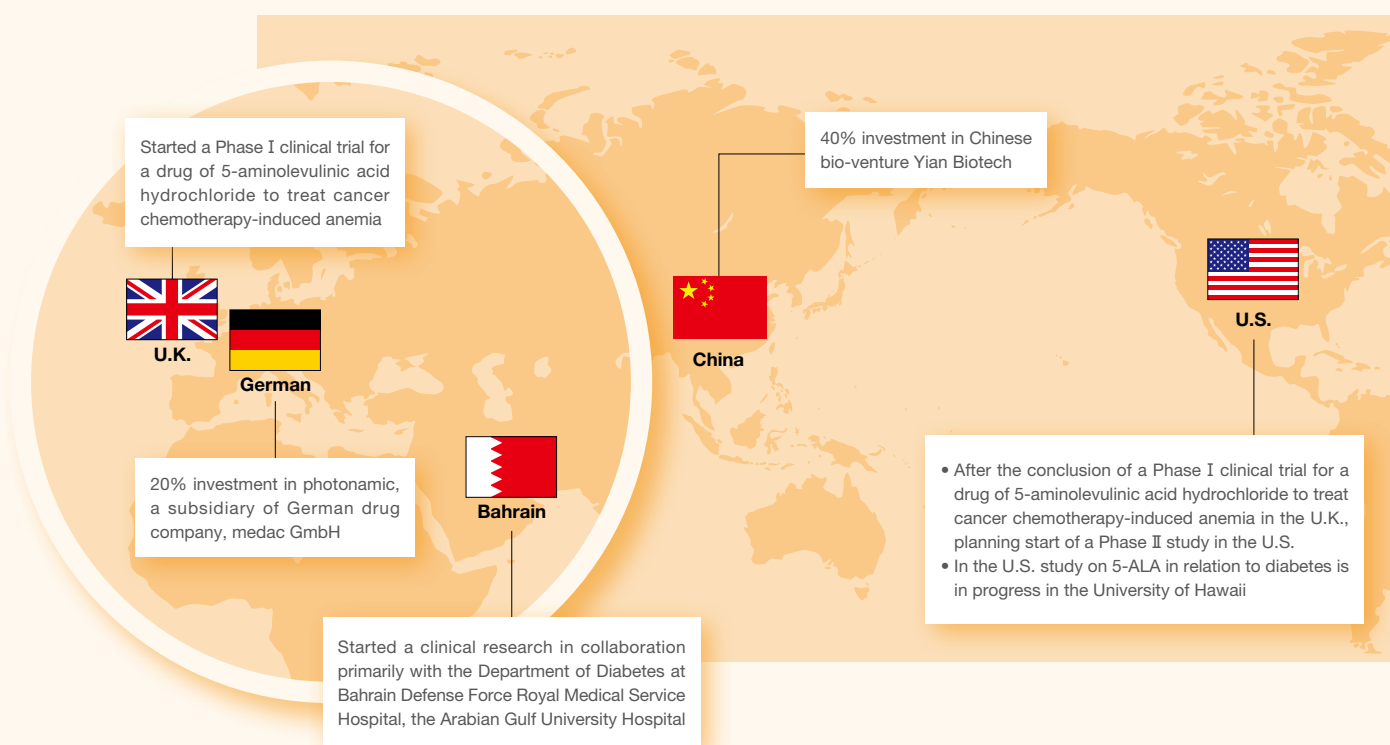 Started a Phase I clinical trial for
a drug of 5-aminolevulinic acid
hydrochloride to treat cancer
chemotherapy-induced anemia
U.K.
German
20% investment in photonamic,
a subsidiary of German drug
company, medac GmbH
Bahrain
Started a clinical research in collaboration
primarily with the Department of Diabetes at
Bahrain Defense Force Royal Medical Service
Hospital, the Arabian Gulf University Hospital
40% investment in Chinese
bio-venture Yian Biotech
China
U.S.
• After the conclusion of a Phase I clinical trial for a
drug of 5-aminolevulinic acid hydrochloride to treat
cancer chemotherapy-induced anemia in the U.K.,
planning start of a Phase Ⅱ study in the U.S.
• In the U.S. study on 5-ALA in relation to diabetes is
in progress in the University of Hawaii